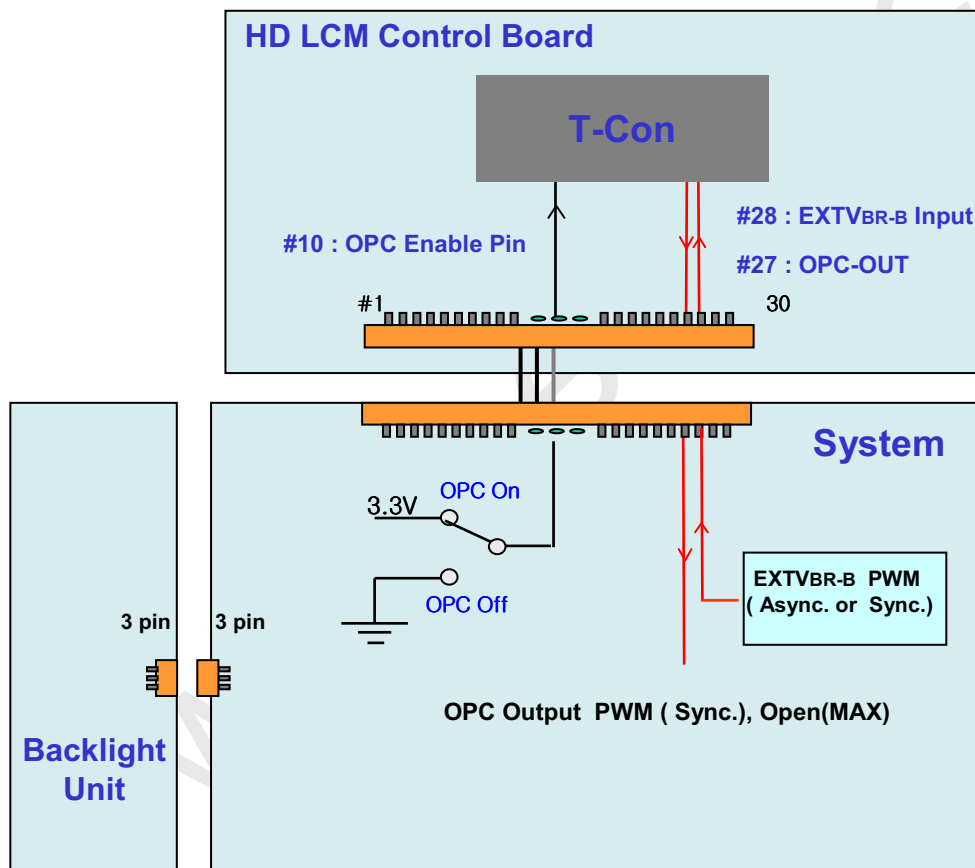 HD LCM Control Board
T-Con
#28 : EXTVBR-B Input
#10 : OPC Enable Pin
#27 : OPC-OUT
#1
30
System
OPC On
3.3V
OPC Off
EXTVBR-B PWM
( Async. or Sync.)
3 pin
3 pin
OPC Output PWM ( Sync.), Open(MAX)
Backlight
Unit